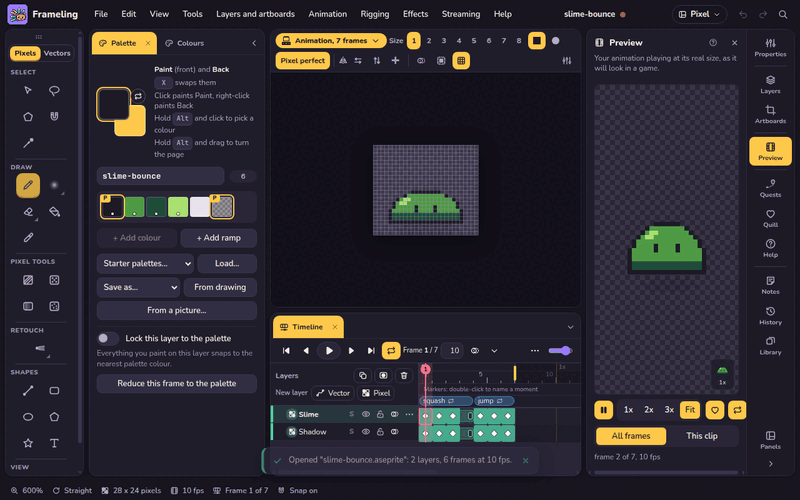 Frameling
File Edit View Tools Layers and artboards Animation Rigging Effects Streaming Help
slime-bounce
Pixel
Pixels Vectors
SELECT
DRAW
PIXEL TOOLS
RETOUCH
SHAPES
VIEW
Palette
Colours
Paint (front) and Back
X swaps them
Click paints Paint, right-click
paints Back
Hold Alt and click to pick a
colour
Hold Alt and drag to turn
the page
slime-bounce 6
P P
+ Add colour + Add ramp
Starter palettes... Load...
Save as... From drawing
From a picture...
Lock this layer to the palette
Everything you paint on this layer snaps to the
nearest palette colour.
Reduce this frame to the palette
Animation, 7 frames Size 1 2 3 4 5 6 7 8
Pixel perfect
Timeline
Frame 1 / 7 10
Layers
New layer Vector Pixel
1 5 10 1s
Markers: double-click to name a moment
squash jump
Slime S
Shadow S
Opened "slime-bounce.aseprite": 2 layers, 6 frames at 10 fps.
Preview
Your animation playing at its real size, as it
will look in a game.
1x
1x 2x 3x Fit
All frames This clip
frame 2 of 7, 10 fps
Properties
Layers
Artboards
Preview
Quests
Quill
Help
Notes
History
Library
Panels
600% Straight 28 x 24 pixels 10 fps Frame 1 of 7 Snap on